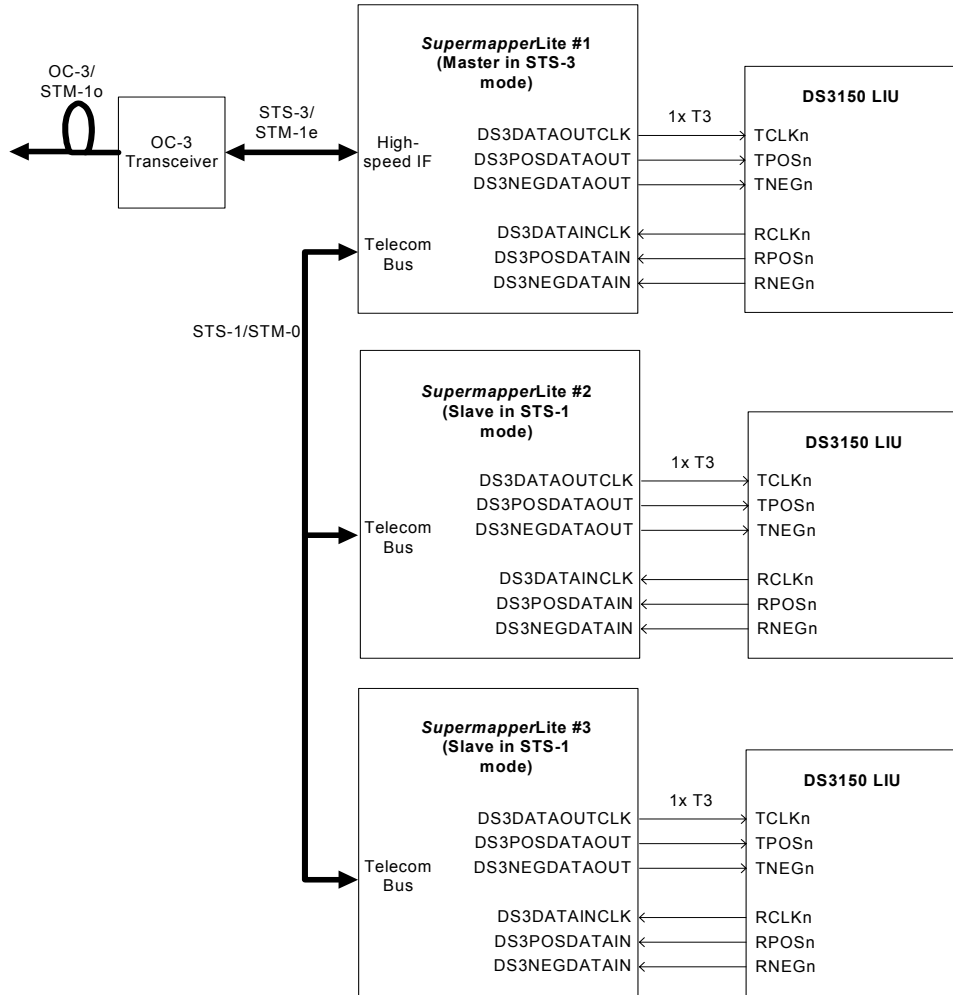 OC-3/
STM-1o
OC-3
Transceiver
STS-3/
STM-1e
SupermapperLite #1
(Master in STS-3
mode)
High-
speed IF
Telecom
Bus
DS3DATAOUTCLK
DS3POSDATAOUT
DS3NEGDATAOUT
DS3DATAINCLK
DS3POSDATAIN
DS3NEGDATAIN
1x T3
DS3150 LIU
TCLKn
TPOSn
TNEGn
RCLKn
RPOSn
RNEGn
STS-1/STM-0
SupermapperLite #2
(Slave in STS-1
mode)
Telecom
Bus
DS3DATAOUTCLK
DS3POSDATAOUT
DS3NEGDATAOUT
DS3DATAINCLK
DS3POSDATAIN
DS3NEGDATAIN
1x T3
DS3150 LIU
TCLKn
TPOSn
TNEGn
RCLKn
RPOSn
RNEGn
SupermapperLite #3
(Slave in STS-1
mode)
Telecom
Bus
DS3DATAOUTCLK
DS3POSDATAOUT
DS3NEGDATAOUT
DS3DATAINCLK
DS3POSDATAIN
DS3NEGDATAIN
1x T3
DS3150 LIU
TCLKn
TPOSn
TNEGn
RCLKn
RPOSn
RNEGn